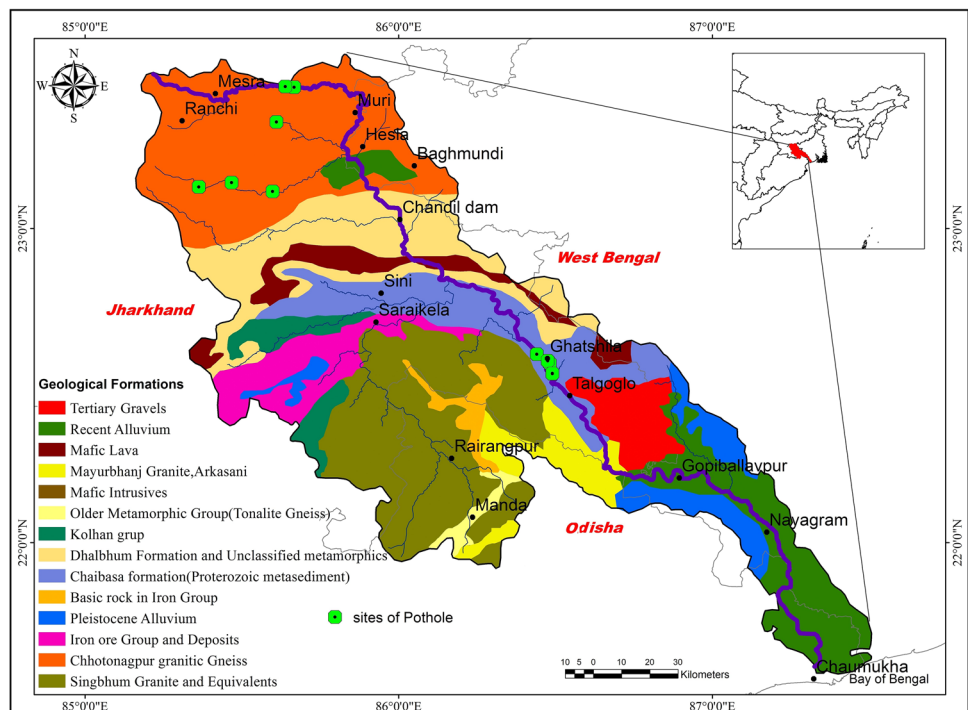 85°0'0"E 86°0'0"E 87°0'0"E
N
W E
S
Mesra
Ranchi
Muri
Hesla
Baghmundi
23°0'0"N
23°0'0"N
Chandil dam
West Bengal
Sini
Jharkhand
Saraikela
Ghatshila
Talgoglo
Geological Formations
Tertiary Gravels
Recent Alluvium
Mafic Lava
Mayurbhanj Granite,Arkasani
Mafic Intrusives
Older Metamorphic Group(Tonalite Gneiss)
Kolhan grup
Dhalbhum Formation and Unclassified metamorphics
Chaibasa formation(Proterozoic metasediment)
Basic rock in Iron Group
Pleistocene Alluvium
Iron ore Group and Deposits
Chhotonagpur granitic Gneiss
Singbhum Granite and Equivalents
Rairangpur
Gopiballavpur
Manda
Odisha
Nayagram
22°0'0"N
22°0'0"N
sites of Pothole
10 5 0 10 20 30
Kilometers
Chaumukha
Bay of Bengal
85°0'0"E 86°0'0"E 87°0'0"E